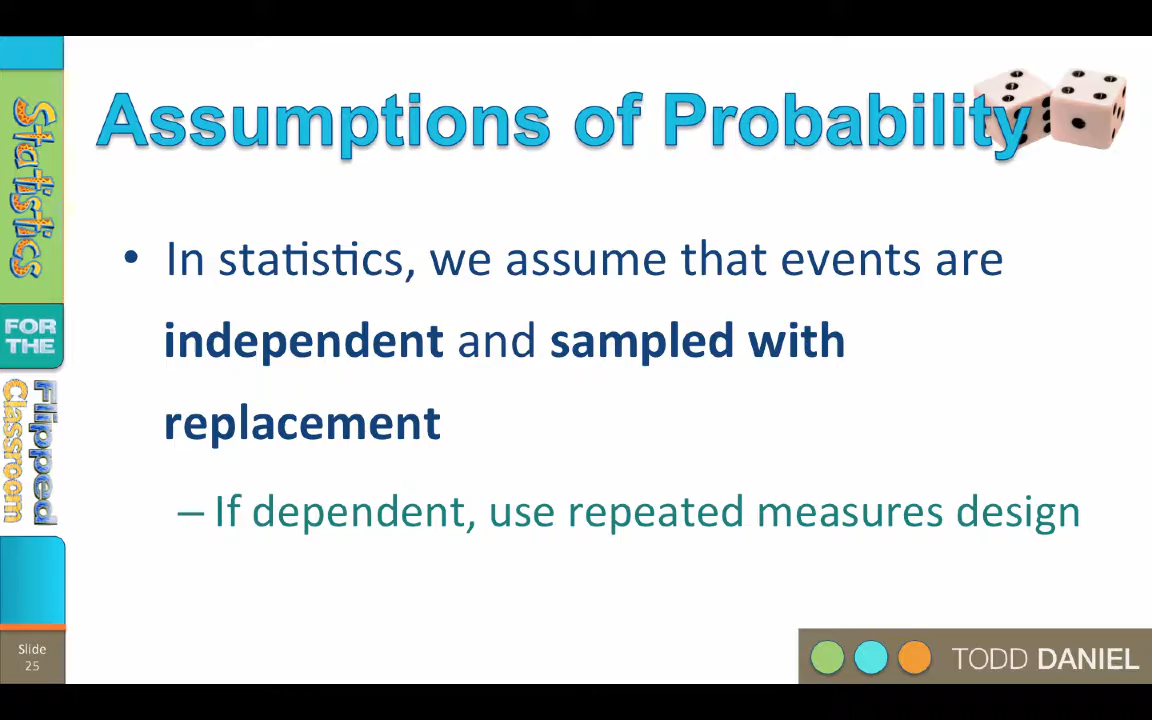 Assumptions of Probability
• In statistics, we assume that events are
independent and sampled with
replacement
– If dependent, use repeated measures design
Statistics
FOR
THE
Flipped
Classroom
Slide
25
TODD DANIEL